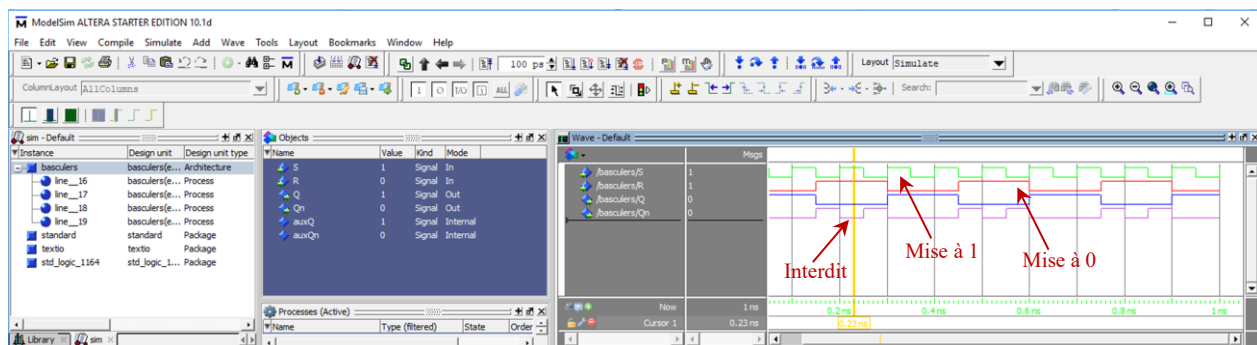 ModelSim ALTERA STARTER EDITION 10.1d
File Edit View Compile Simulate Add Wave Tools Layout Bookmarks Window Help
100 ps
Layout Simulate
ColumnLayout AllColumns
Search:
sim - Default
Instance Design unit Design unit type
basculers basculers(e... Architecture
line__16 basculers(e... Process
line__17 basculers(e... Process
line__18 basculers(e... Process
line__19 basculers(e... Process
standard standard Package
textio textio Package
std_logic_1164 std_logic_1... Package
Library sim
Objects
Name Value Kind Mode
S 1 Signal In
R 0 Signal In
Q 1 Signal Out
Qn 0 Signal Out
auxQ 1 Signal Internal
auxQn 0 Signal Internal
Processes (Active)
Name Type (filtered) State Order
Wave - Default
Msgs
/basculers/S 1
/basculers/R 1
/basculers/Q 0
/basculers/Qn 0
Interdit
Mise à 1
Mise à 0
Now 1 ns
0.2 ns 0.4 ns 0.6 ns 0.8 ns 1 ns
Cursor 1 0.23 ns
0.23 ns